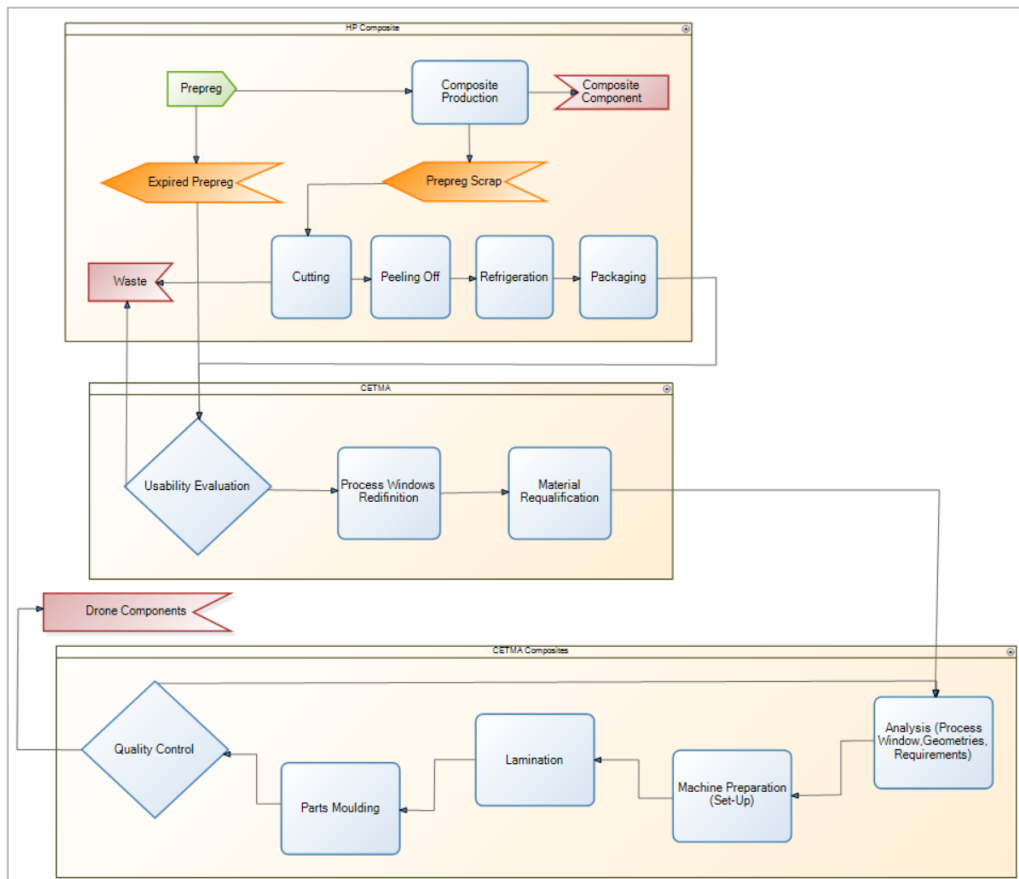 HP Composite
Prepreg
Composite
Production
Composite
Component
Expired Prepreg
Prepreg Scrap
Waste
Cutting
Peeling Off
Refrigeration
Packaging
CETMA
Usability Evaluation
Process Windows
Redifinition
Material
Requalification
Drone Components
CETMA Composites
Quality Control
Parts Moulding
Lamination
Machine Preparation
(Set-Up)
Analysis (Process
Window,Geometries,
Requirements)